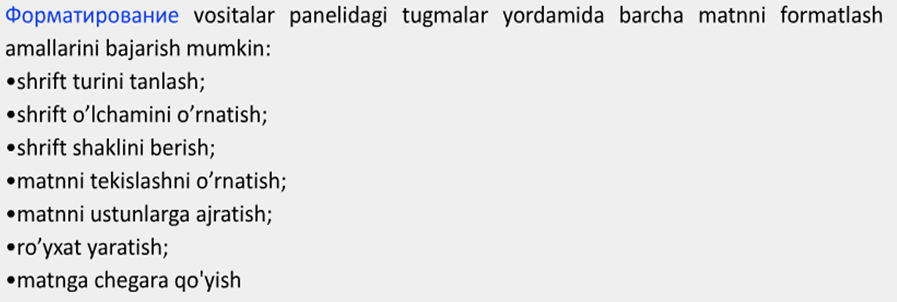 Форматирование vositalar panelidagi tugmalar yordamida barcha matnni formatlash
amallarini bajarish mumkin:
•shrift turini tanlash;
•shrift o’lchamini o’rnatish;
•shrift shaklini berish;
•matnni tekislashni o’rnatish;
•matnni ustunlarga ajratish;
•ro’yxat yaratish;
•matnga chegara qo'yish